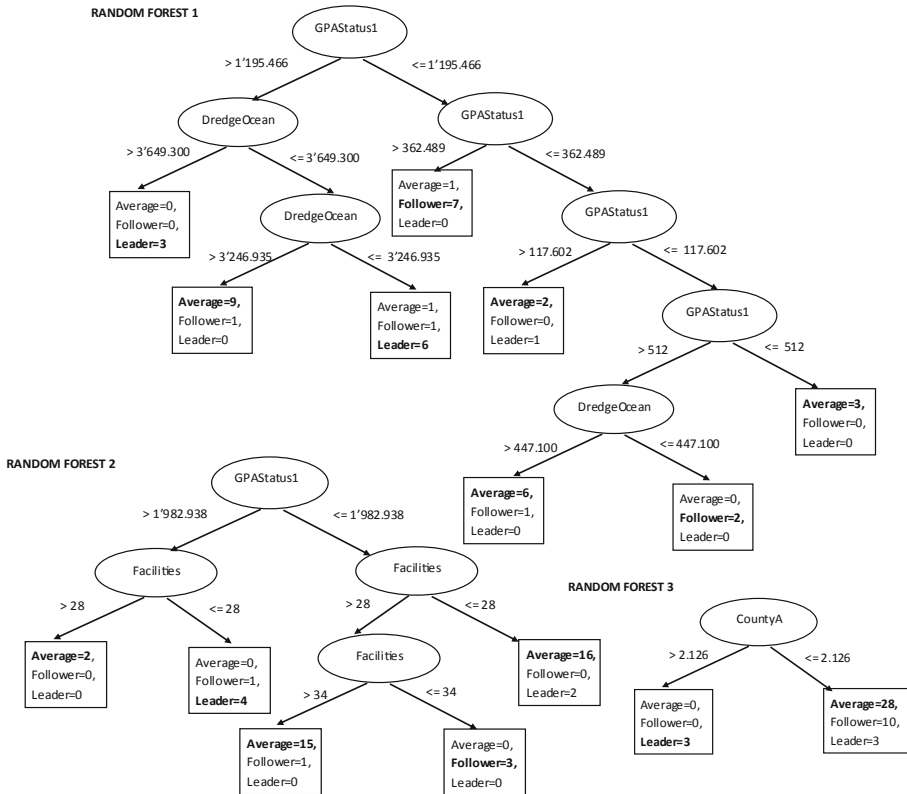 RANDOM FOREST 1
GPAStatus1
> 1'195.466
<= 1'195.466
DredgeOcean
GPAStatus1
> 3'649.300
<= 3'649.300
> 362.489
<= 362.489
Average=0,
Follower=0,
Leader=3
DredgeOcean
Average=1,
Follower=7,
Leader=0
GPAStatus1
> 3'246.935
<= 3'246.935
> 117.602
<= 117.602
Average=9,
Follower=1
Leader=0
Average=1,
Follower=1,
Leader=6
Average=2,
Follower=0,
Leader=1
GPAStatus1
> 512
<= 512
DredgeOcean
Average=3,
Follower=0,
Leader=0
> 447.100
<= 447.100
Average=6,
Follower=1,
Leader=0
Average=0,
Follower=2,
Leader=0
RANDOM FOREST 2
GPAStatus1
> 1'982.938
<= 1'982.938
Facilities
Facilities
> 28
<= 28
> 28
<= 28
Average=2,
Follower=0,
Leader=0
Average=0,
Follower=1,
Leader=4
Facilities
Average=16,
Follower=0,
Leader=2
> 34
<= 34
Average=15,
Follower=1,
Leader=0
Average=0,
Follower=3,
Leader=0
RANDOM FOREST 3
CountyA
> 2.126
<= 2.126
Average=0,
Follower=0,
Leader=3
Average=28,
Follower=10,
Leader=3